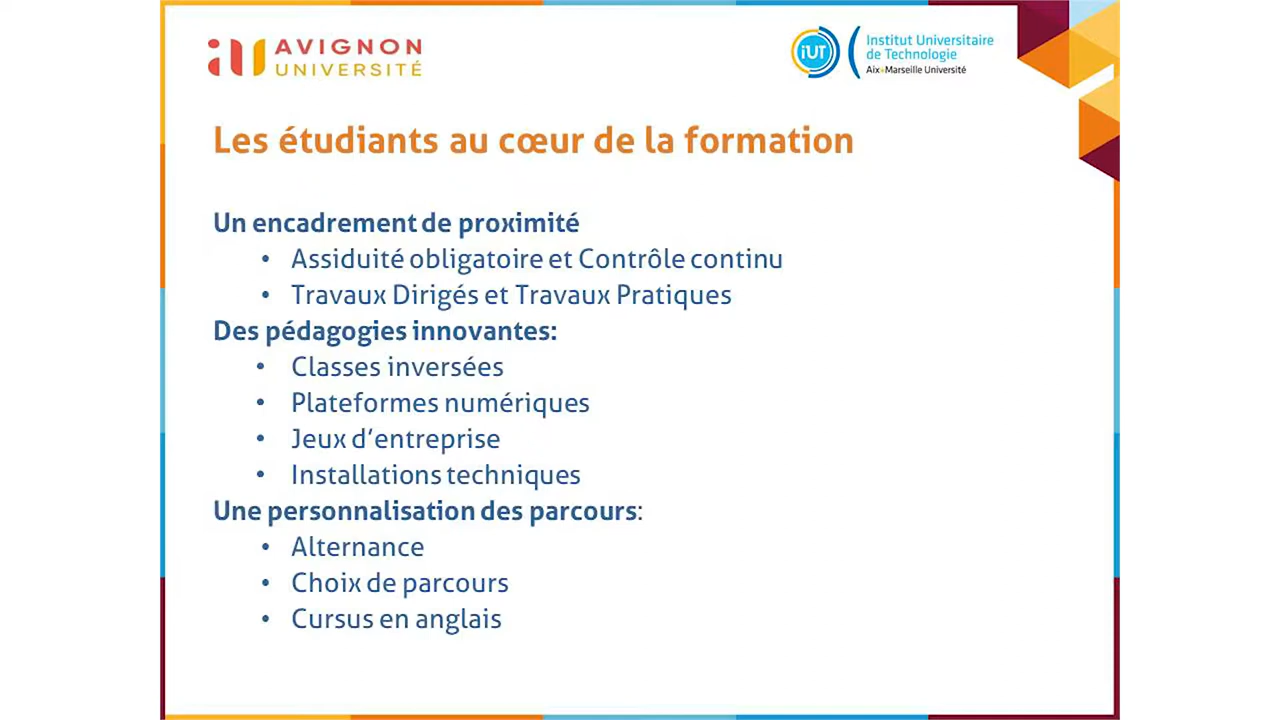 AVIGNON
UNIVERSITÉ
iUT
Institut Universitaire
de Technologie
Aix*Marseille Université
Les étudiants au cœur de la formation
Un encadrement de proximité
• Assiduité obligatoire et Contrôle continu
• Travaux Dirigés et Travaux Pratiques
Des pédagogies innovantes:
• Classes inversées
• Plateformes numériques
• Jeux d’entreprise
• Installations techniques
Une personnalisation des parcours:
• Alternance
• Choix de parcours
• Cursus en anglais